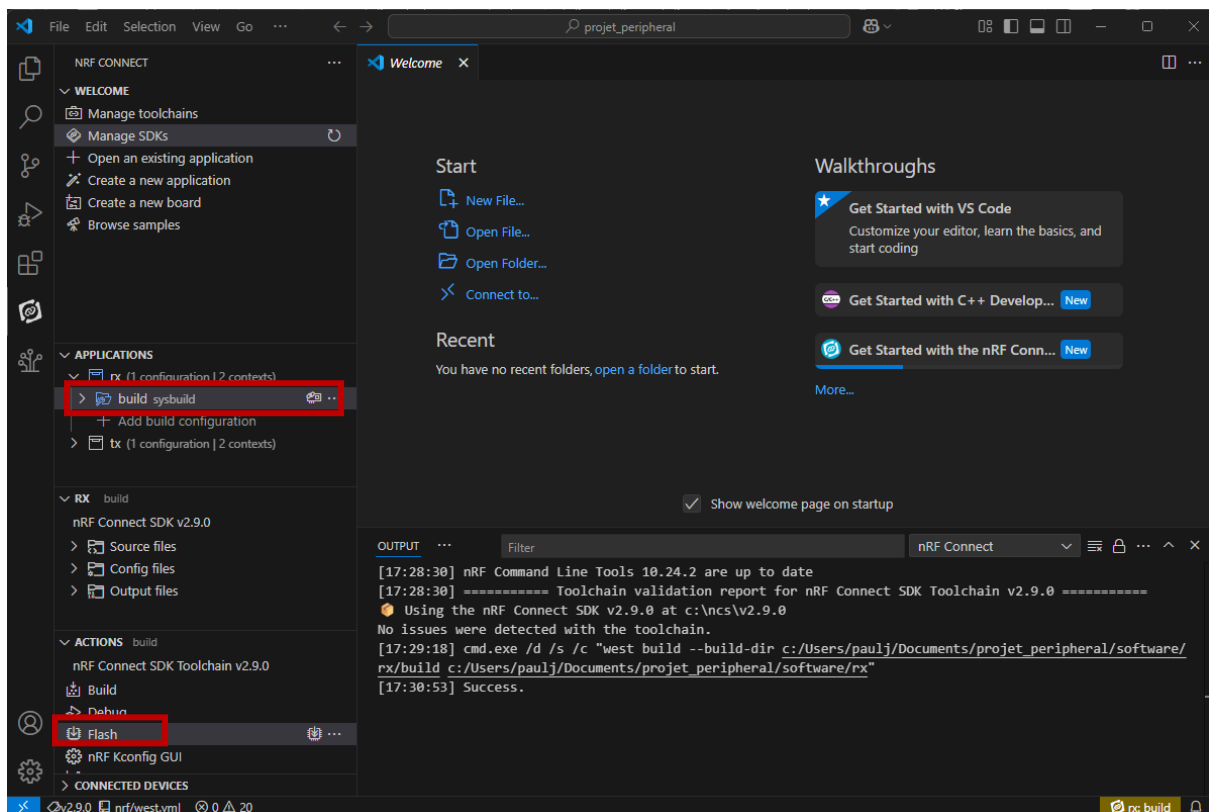 File Edit Selection View Go ··· projet_peripheral
NRF CONNECT ···
WELCOME
Manage toolchains
Manage SDKs
Open an existing application
Create a new application
Create a new board
Browse samples
APPLICATIONS
rx (1 configuration | 2 contexts)
build sysbuild
Add build configuration
tx (1 configuration | 2 contexts)
RX build
nRF Connect SDK v2.9.0
Source files
Config files
Output files
ACTIONS build
nRF Connect SDK Toolchain v2.9.0
Build
Debug
Flash
nRF Kconfig GUI
CONNECTED DEVICES
Welcome
Start
New File...
Open File...
Open Folder...
Connect to...
Recent
You have no recent folders, open a folder to start.
Walkthroughs
Get Started with VS Code
Customize your editor, learn the basics, and
start coding
Get Started with C++ Develop... New
Get Started with the nRF Conn... New
More...
Show welcome page on startup
OUTPUT ··· Filter nRF Connect
[17:28:30] nRF Command Line Tools 10.24.2 are up to date
[17:28:30] =========== Toolchain validation report for nRF Connect SDK Toolchain v2.9.0 ===========
Using the nRF Connect SDK v2.9.0 at c:\ncs\v2.9.0
No issues were detected with the toolchain.
[17:29:18] cmd.exe /d /s /c "west build --build-dir c:/Users/paulj/Documents/projet_peripheral/software/
rx/build c:/Users/paulj/Documents/projet_peripheral/software/rx"
[17:30:53] Success.
v2.9.0 nrf/west.yml 0 20 rx: build